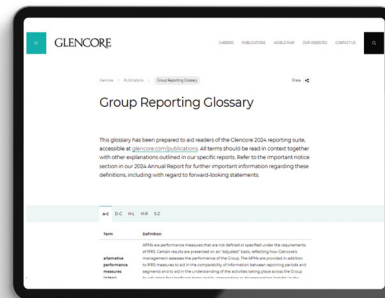 GLENCORE
CAREERS PUBLICATIONS WORLD MAP OUR WEBSITES CONTACT US
Glencore Publications Group Reporting Glossary Share
Group Reporting Glossary
This glossary has been prepared to aid readers of the Glencore 2024 reporting suite,
accessible at glencore.com/publications. All terms should be read in context together
with other explanations outlined in our specific reports. Refer to the Important notice
section in our 2024 Annual Report for further important information regarding these
definitions, including with regard to forward-looking statements.
A-C D-G H-L M-R S-Z
Term Definition
APMs are performance measures that are not defined or specified under the requirements
of IFRS. Certain results are presented on an "adjusted" basis, reflecting how Glencore's
Alternative management assesses the performance of the Group. The APMs are provided in addition
performance to IFRS measures to aid in the comparability of information between reporting periods and
measures segments and to aid in the understanding of the activities taking place across the Group